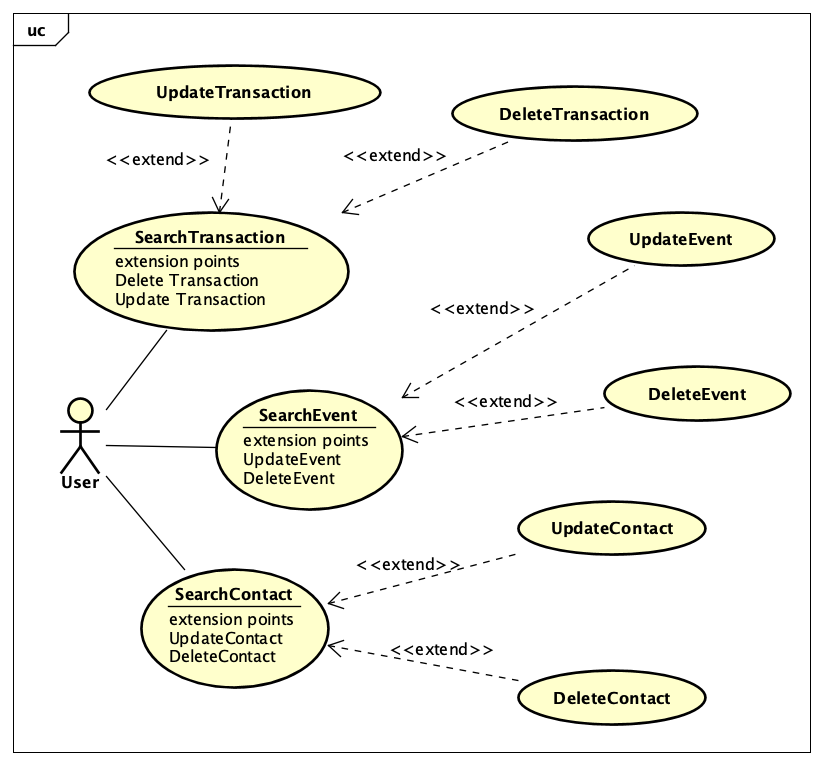 uc
UpdateTransaction
DeleteTransaction
<<extend>>
<<extend>>
SearchTransaction
extension points
Delete Transaction
Update Transaction
UpdateEvent
<<extend>>
DeleteEvent
<<extend>>
SearchEvent
extension points
UpdateEvent
DeleteEvent
User
UpdateContact
<<extend>>
SearchContact
extension points
UpdateContact
DeleteContact
<<extend>>
DeleteContact